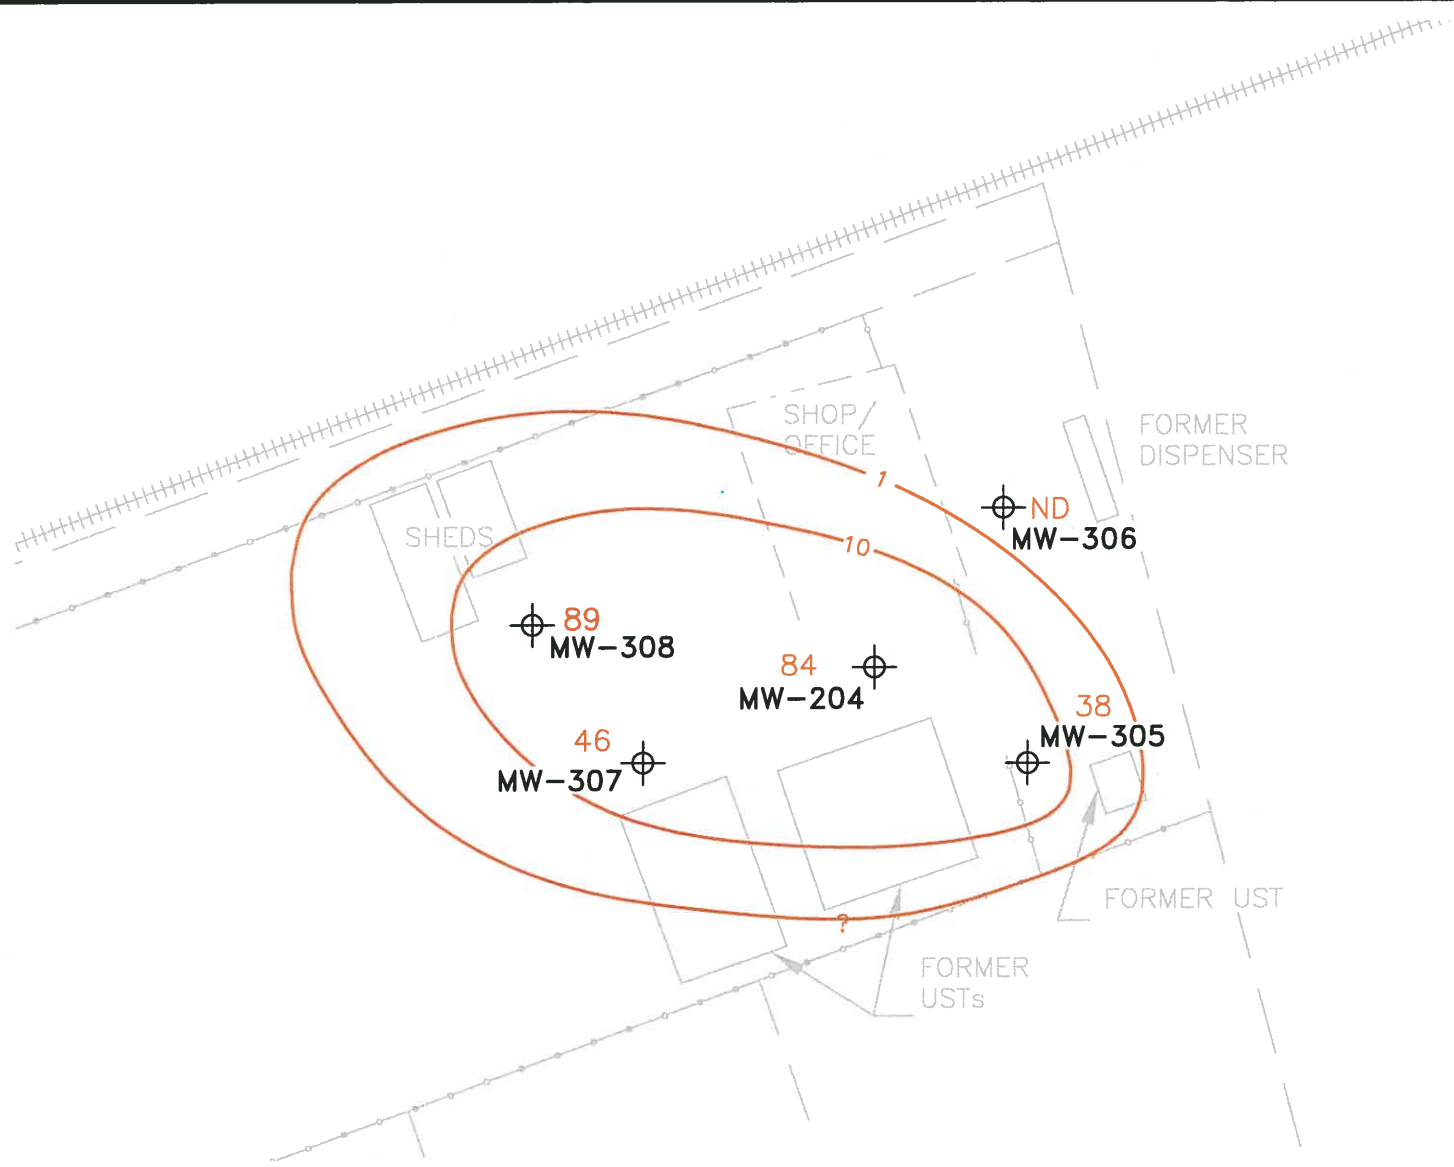 SHOP/
OFFICE
FORMER
DISPENSER
1
ND
MW-306
SHEDS
10
89
MW-308
84
MW-204
38
MW-305
46
MW-307
FORMER UST
?
FORMER
USTs